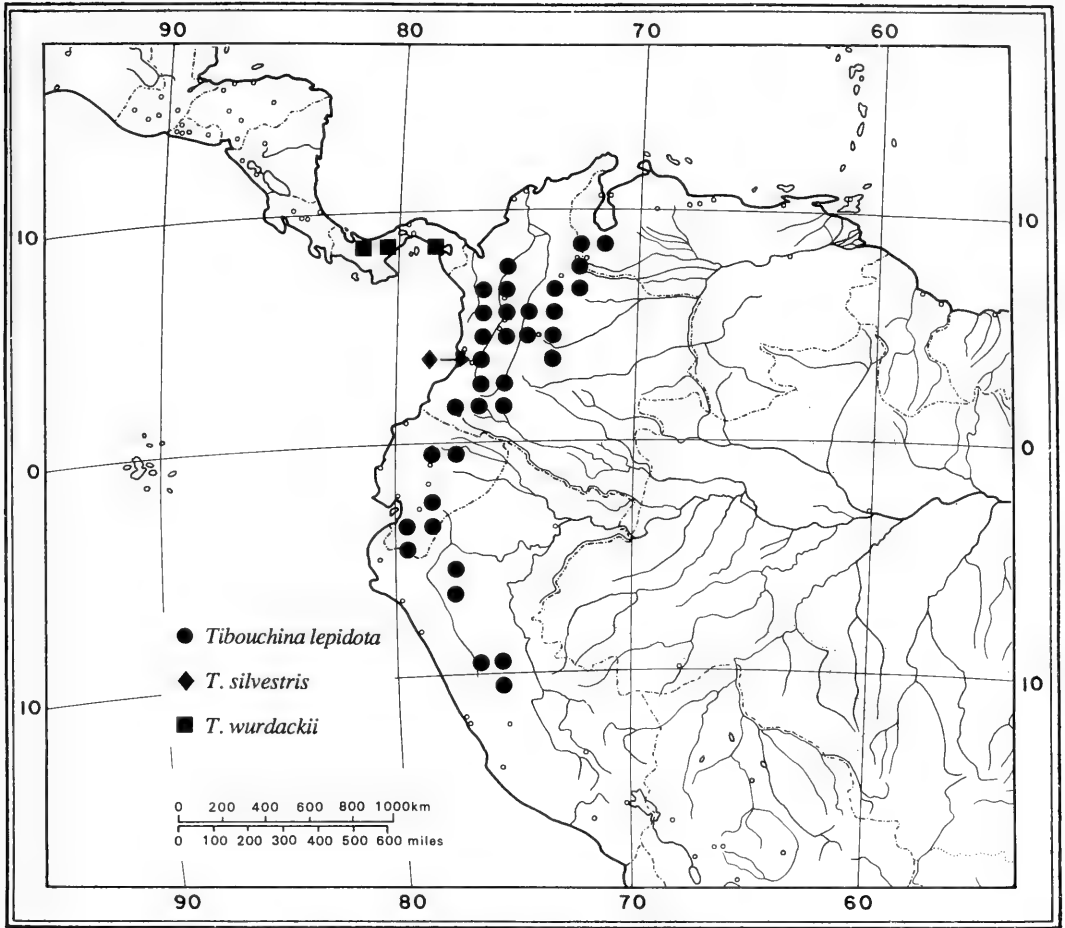 90 80 70 60
10 10
0 0
Tibouchina lepidota
T. silvestris
T. wurdackii
10 10
0 200 400 600 800 1000km
0 100 200 300 400 500 600 miles
90 80 70 60